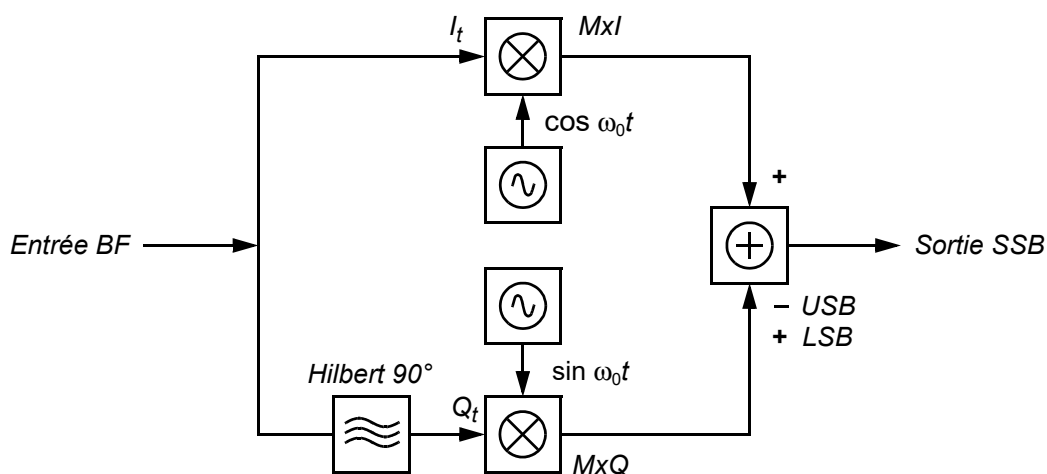 I_t
MxI
cos ω₀t
+
Entrée BF
Sortie SSB
– USB
+ LSB
Hilbert 90°
sin ω₀t
Q_t
MxQ